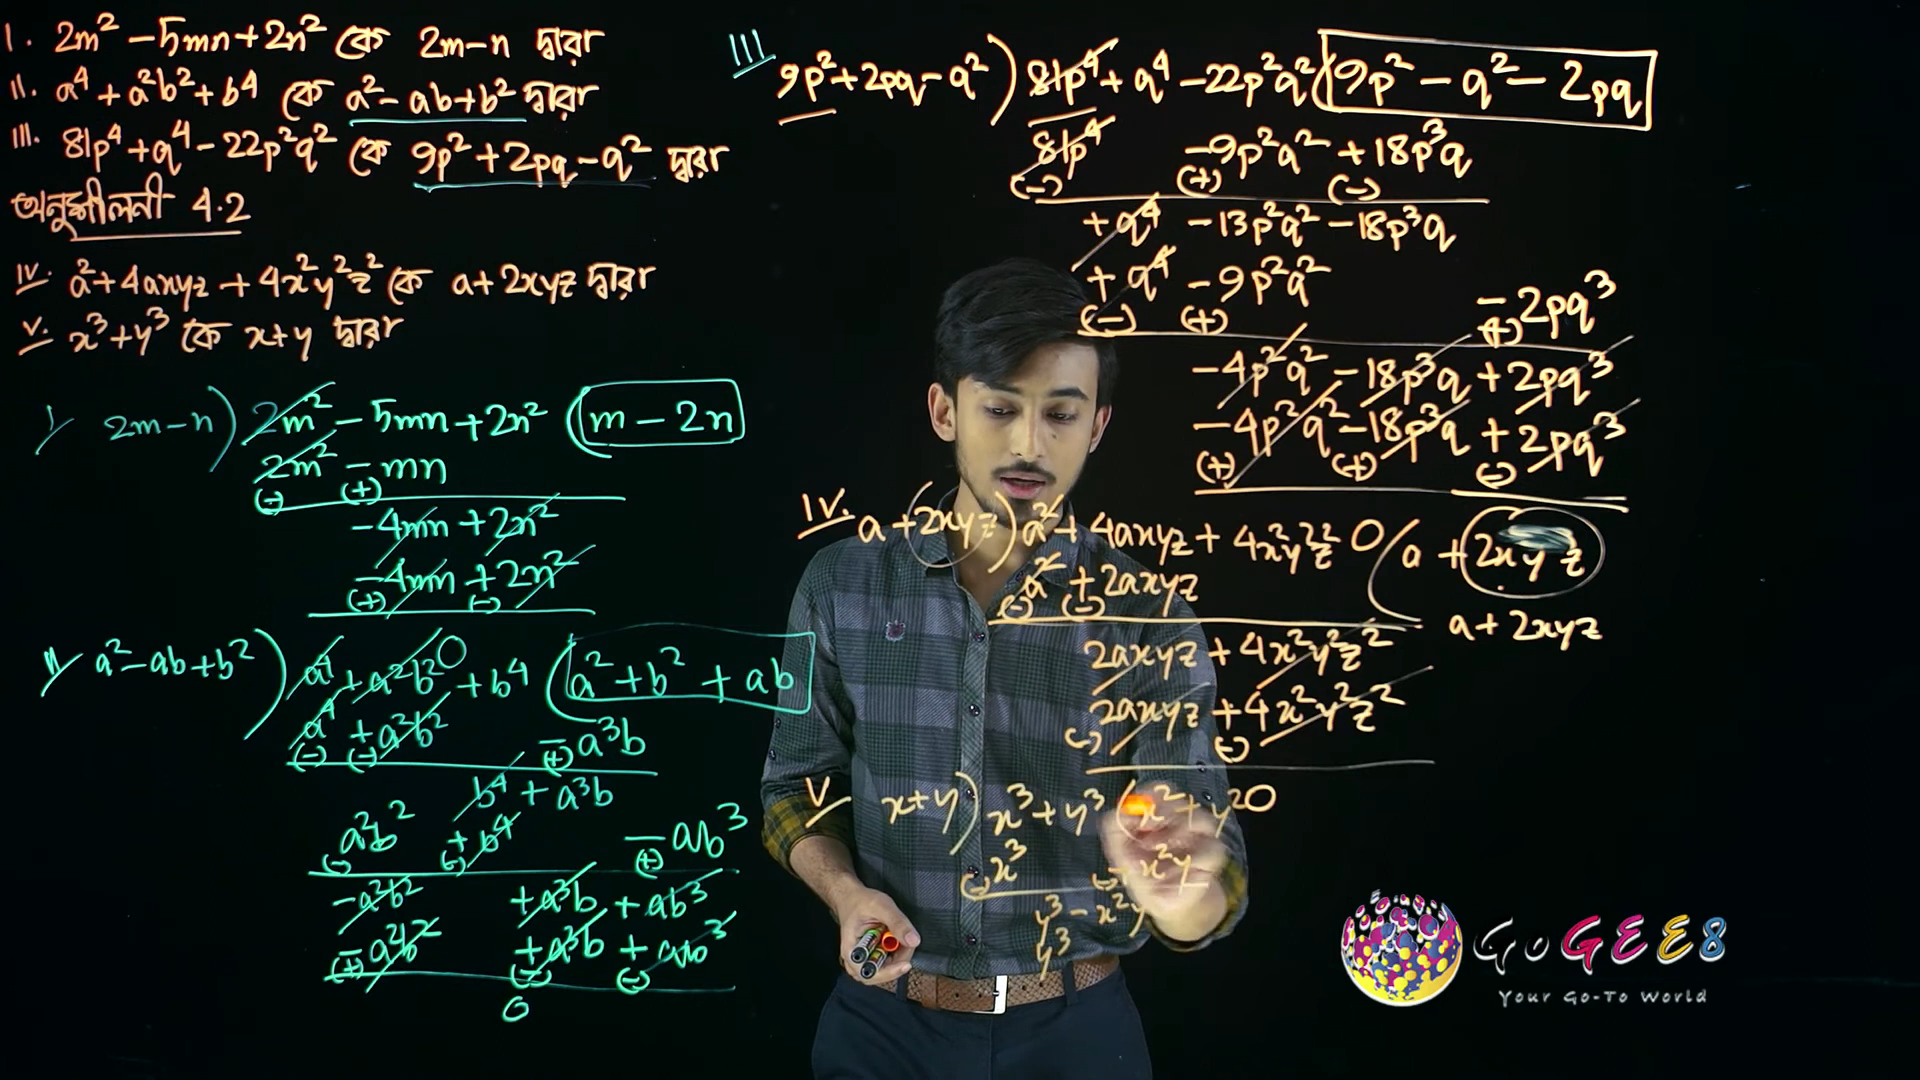 I. 2m² - 5mn + 2n² কে 2m-n দ্বারা
II. a⁴ + a²b² + b⁴ কে a² - ab + b² দ্বারা
III. 81p⁴ + q⁴ - 22p²q² কে 9p² + 2pq - q² দ্বারা
অনুশীলনী 4.2
IV. a² + 4axyz + 4x²y²z² কে a + 2xyz দ্বারা
V. x³ + y³ কে x+y দ্বারা
I 2m-n) 2m² - 5mn + 2n² (m - 2n
2m² - mn
(-) (+)
-4mn + 2n²
-4mn + 2n²
(+) (-)
II a² - ab + b²) a⁴ + a²b² 0 + b⁴ (a² + b² + ab
a⁴ + a²b² - a³b
(-) (-) (+)
b⁴ + a³b
a²b² + b⁴ - ab³
(-) (-) (+)
-a²b² + a³b + ab³
-a²b² + a³b + ab³
(+) (-) (-)
0
III 9p² + 2pq - q²) 81p⁴ + q⁴ - 22p²q² (9p² - q² - 2pq
81p⁴ - 9p²q² + 18p³q
(-) (+) (-)
+ q⁴ - 13p²q² - 18p³q
+ q⁴ - 9p²q² - 2pq³
(-) (+) (+)
-4p²q² - 18p³q + 2pq³
-4p²q² - 18p³q + 2pq³
(+) (+) (-)
IV. a + 2xyz) a² + 4axyz + 4x²y²z² 0 (a + 2xyz
a² + 2axyz
(-) (-)
a + 2xyz
2axyz + 4x²y²z²
2axyz + 4x²y²z²
(-) (-)
V x+y) x³ + y³ (x² + y² 0
x³ + x²y
(-) (-)
y³ - x²y
y³
GoGEE8
Your Go-To World